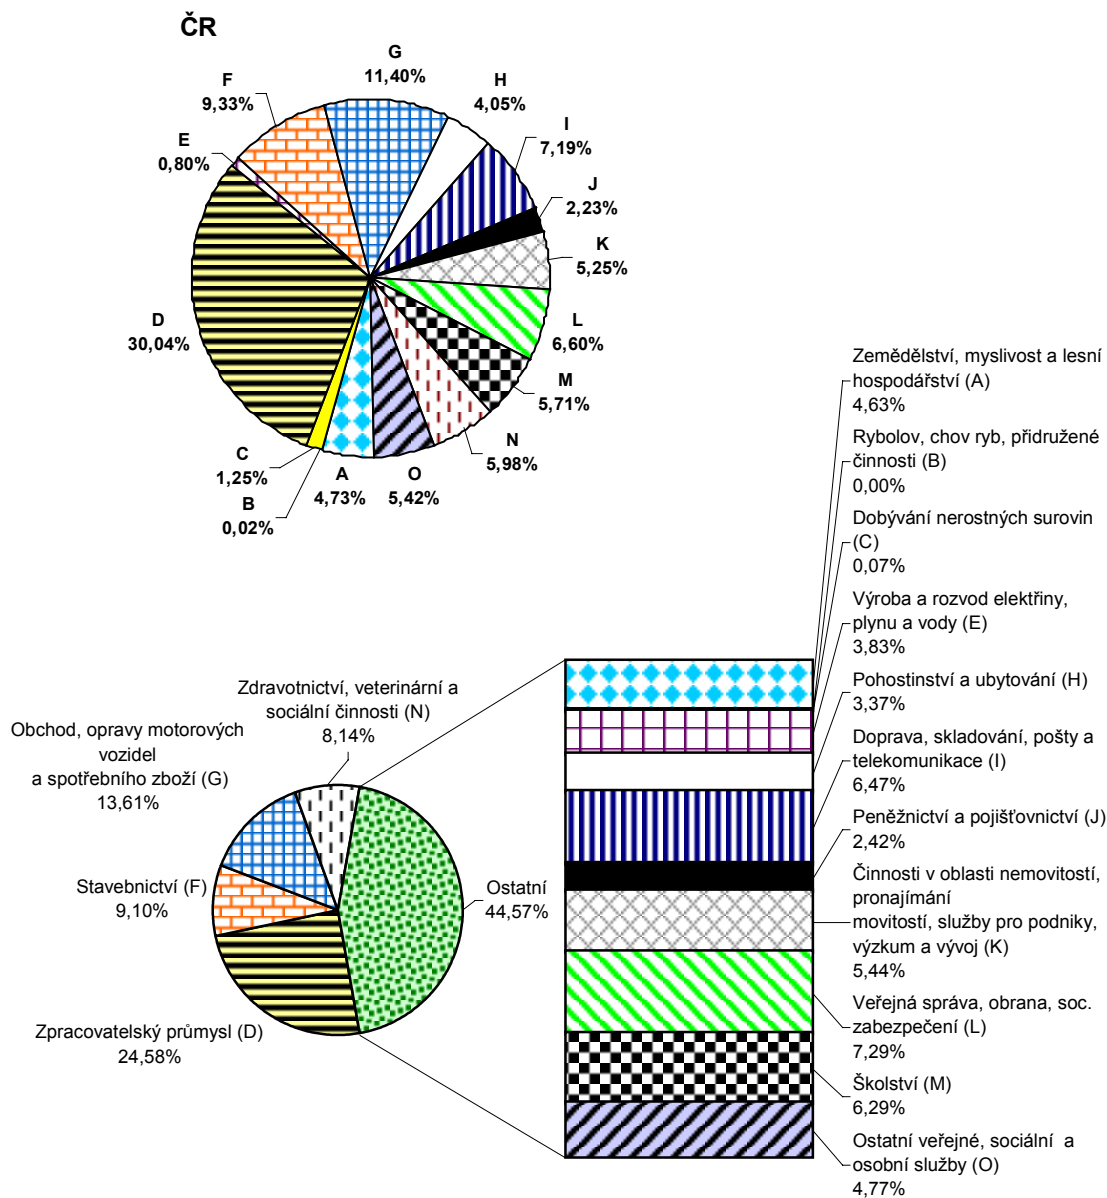 ČR
G
11,40%
H
4,05%
I
7,19%
J
2,23%
K
5,25%
L
6,60%
M
5,71%
N
5,98%
O
5,42%
A
4,73%
B
0,02%
C
1,25%
D
30,04%
E
0,80%
F
9,33%
Zdravotnictví, veterinární a
sociální činnosti (N)
8,14%
Obchod, opravy motorových
vozidel
a spotřebního zboží (G)
13,61%
Stavebnictví (F)
9,10%
Zpracovatelský průmysl (D)
24,58%
Ostatní
44,57%
Zemědělství, myslivost a lesní
hospodářství (A)
4,63%
Rybolov, chov ryb, přidružené
činnosti (B)
0,00%
Dobývání nerostných surovin
(C)
0,07%
Výroba a rozvod elektřiny,
plynu a vody (E)
3,83%
Pohostinství a ubytování (H)
3,37%
Doprava, skladování, pošty a
telekomunikace (I)
6,47%
Peněžnictví a pojišťovnictví (J)
2,42%
Činnosti v oblasti nemovitostí,
pronajímání
movitostí, služby pro podniky,
výzkum a vývoj (K)
5,44%
Veřejná správa, obrana, soc.
zabezpečení (L)
7,29%
Školství (M)
6,29%
Ostatní veřejné, sociální a
osobní služby (O)
4,77%